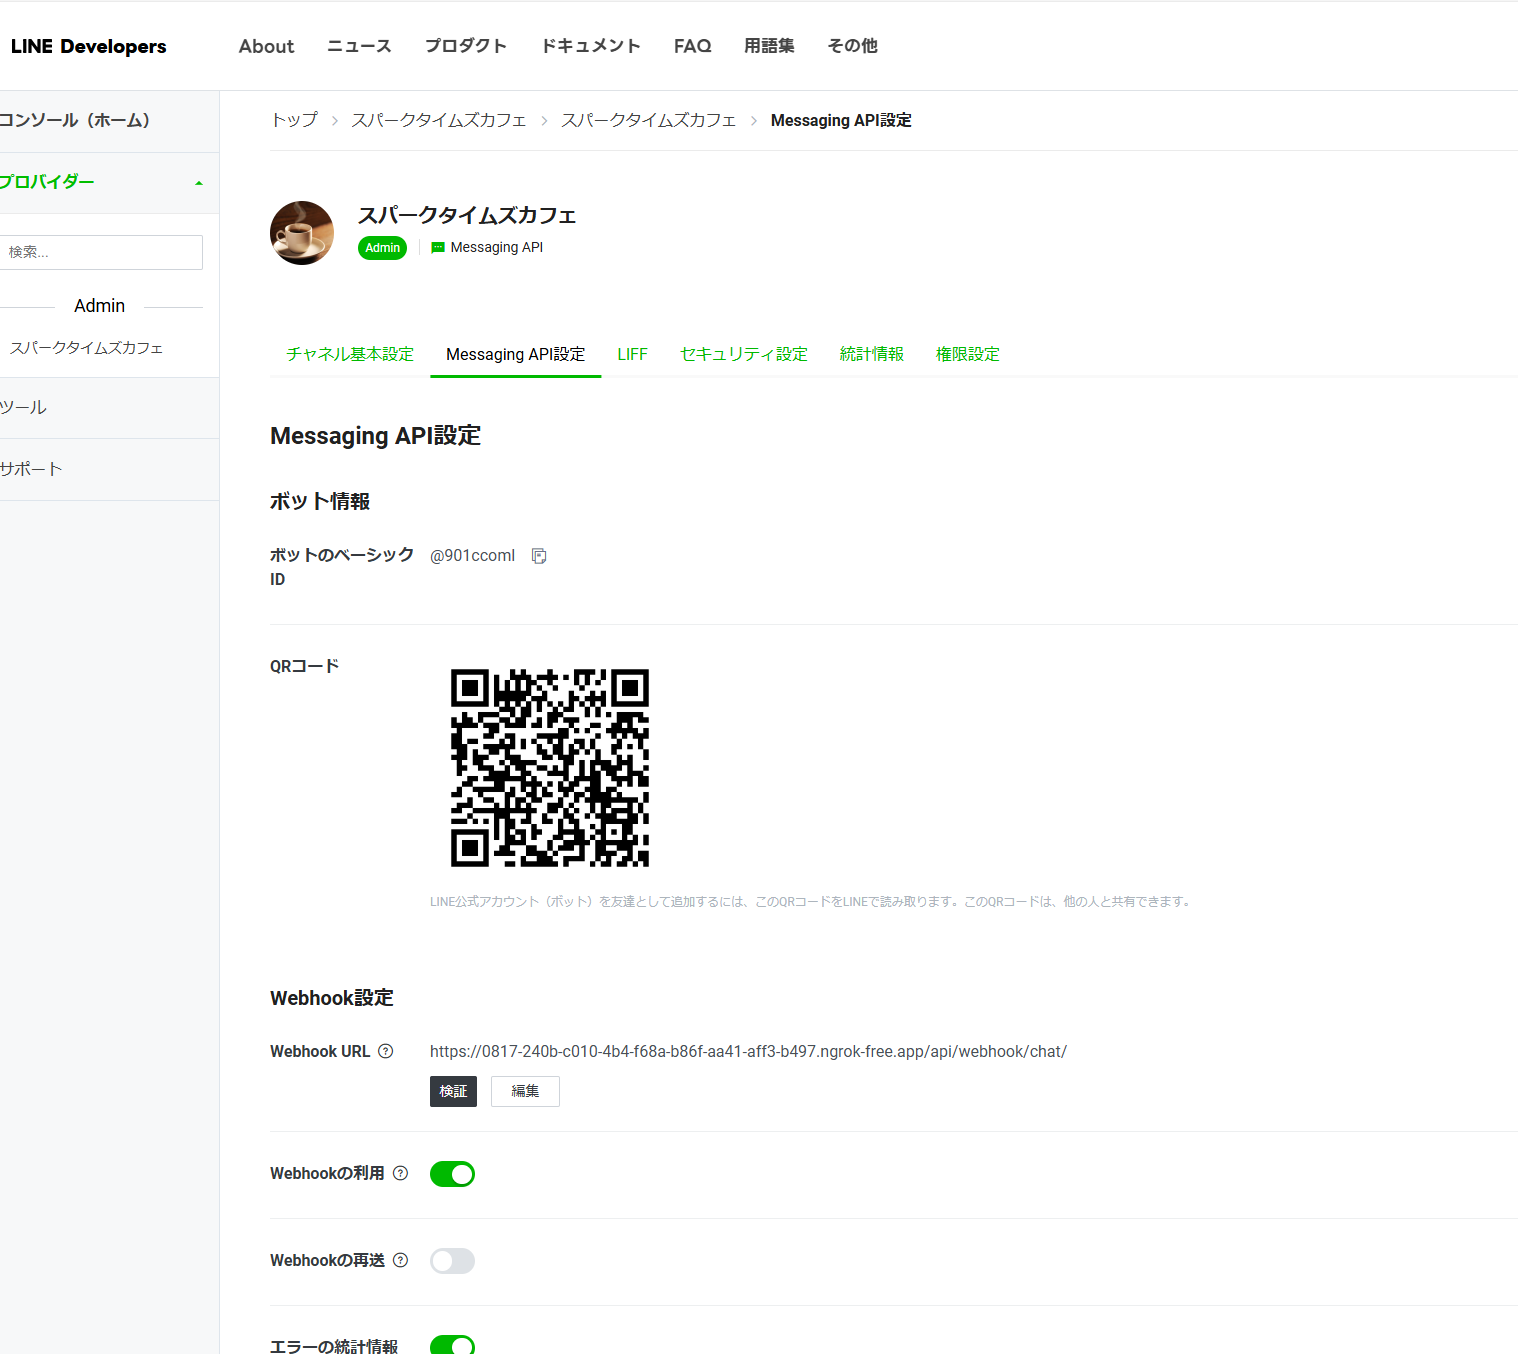 LINE Developers
About ニュース プロダクト ドキュメント FAQ 用語集 その他
コンソール（ホーム）
プロバイダー
検索...
Admin
スパークタイムズカフェ
ツール
サポート
トップ > スパークタイムズカフェ > スパークタイムズカフェ > Messaging API設定
スパークタイムズカフェ
Admin Messaging API
チャネル基本設定 Messaging API設定 LIFF セキュリティ設定 統計情報 権限設定
Messaging API設定
ボット情報
ボットのベーシック
ID
@901ccoml
QRコード
LINE公式アカウント（ボット）を友達として追加するには、このQRコードをLINEで読み取ります。このQRコードは、他の人と共有できます。
Webhook設定
Webhook URL ? https://0817-240b-c010-4b4-f68a-b86f-aa41-aff3-b497.ngrok-free.app/api/webhook/chat/
検証 編集
Webhookの利用 ?
Webhookの再送 ?
エラーの統計情報